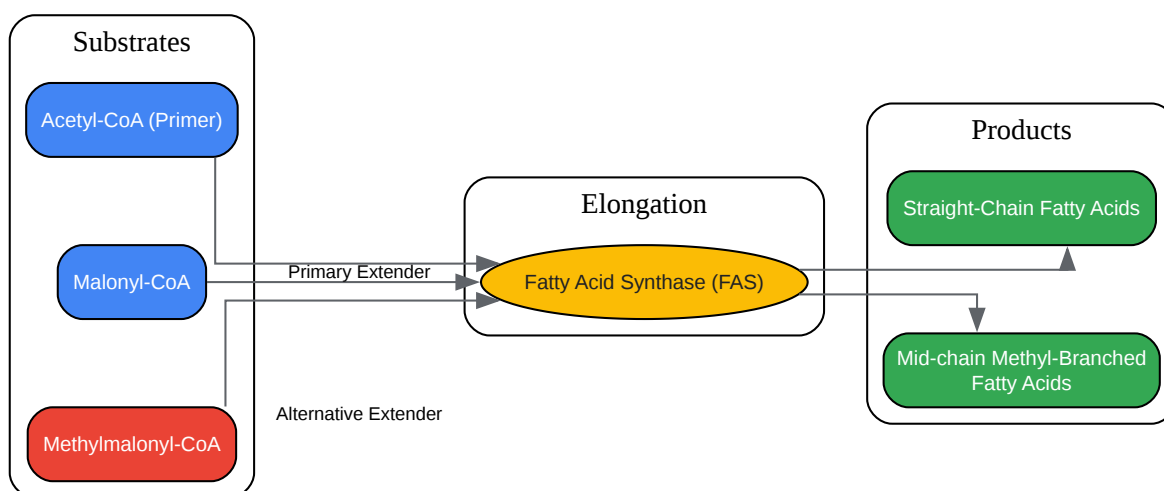 Substrates
Acetyl-CoA (Primer)
Malonyl-CoA
Methylmalonyl-CoA
Primary Extender
Alternative Extender
Elongation
Fatty Acid Synthase (FAS)
Products
Straight-Chain Fatty Acids
Mid-chain Methyl-Branched
Fatty Acids